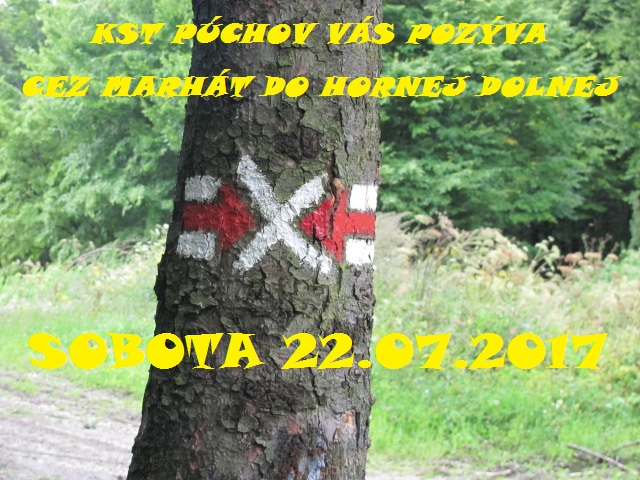 KST PÚCHOV VÁS POZÝVA
CEZ MARHÁT DO HORNEJ DOLNEJ
SOBOTA 22.07.2017